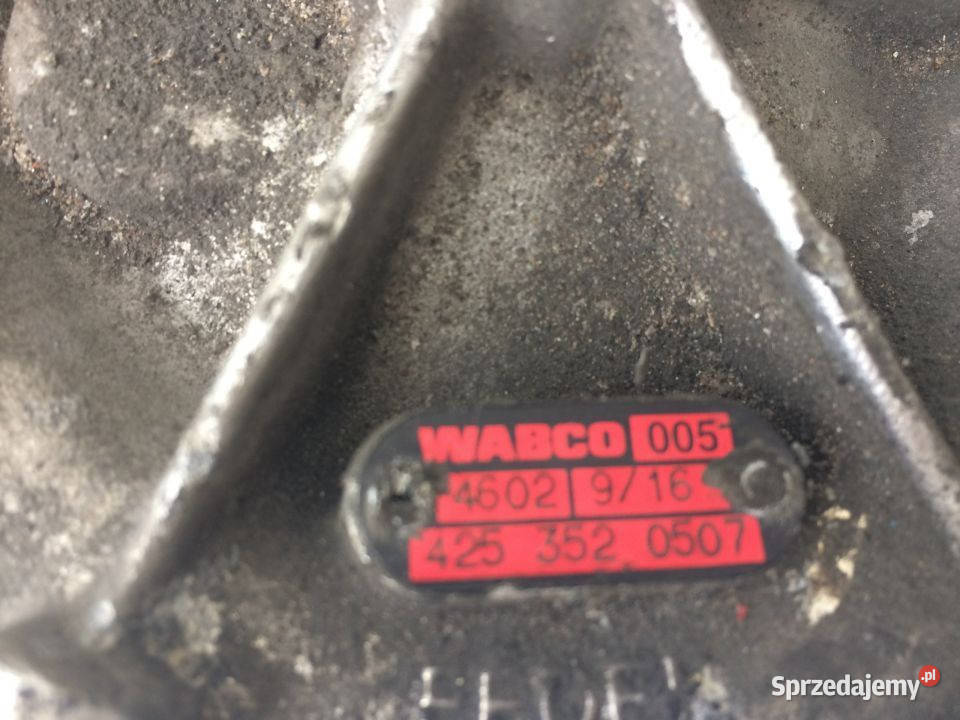 WABCO 005
4602 9/16
425 352 0507
Sprzedajemy.pl